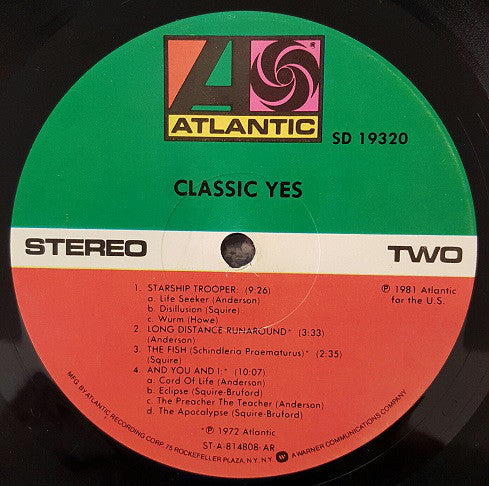 A
®
ATLANTIC
SD 19320
CLASSIC YES
STEREO TWO
1. STARSHIP TROOPER: (9:26)
a. Life Seeker (Anderson)
b. Disillusion (Squire)
c. Wurm (Howe)
2. LONG DISTANCE RUNAROUND* (3:33)
(Anderson)
3. THE FISH (Schindleria Praematurus)* (2:35)
(Squire)
4. AND YOU AND I:* (10:07)
a. Cord Of Life (Anderson)
b. Eclipse (Squire-Bruford)
c. The Preacher The Teacher (Anderson)
d. The Apocalypse (Squire-Bruford)
℗ 1981 Atlantic
for the U.S.
*℗ 1972 Atlantic
ST-A-814808-AR
MFG. BY ATLANTIC RECORDING CORP. 75 ROCKEFELLER PLAZA, N.Y. N.Y. A WARNER COMMUNICATIONS COMPANY